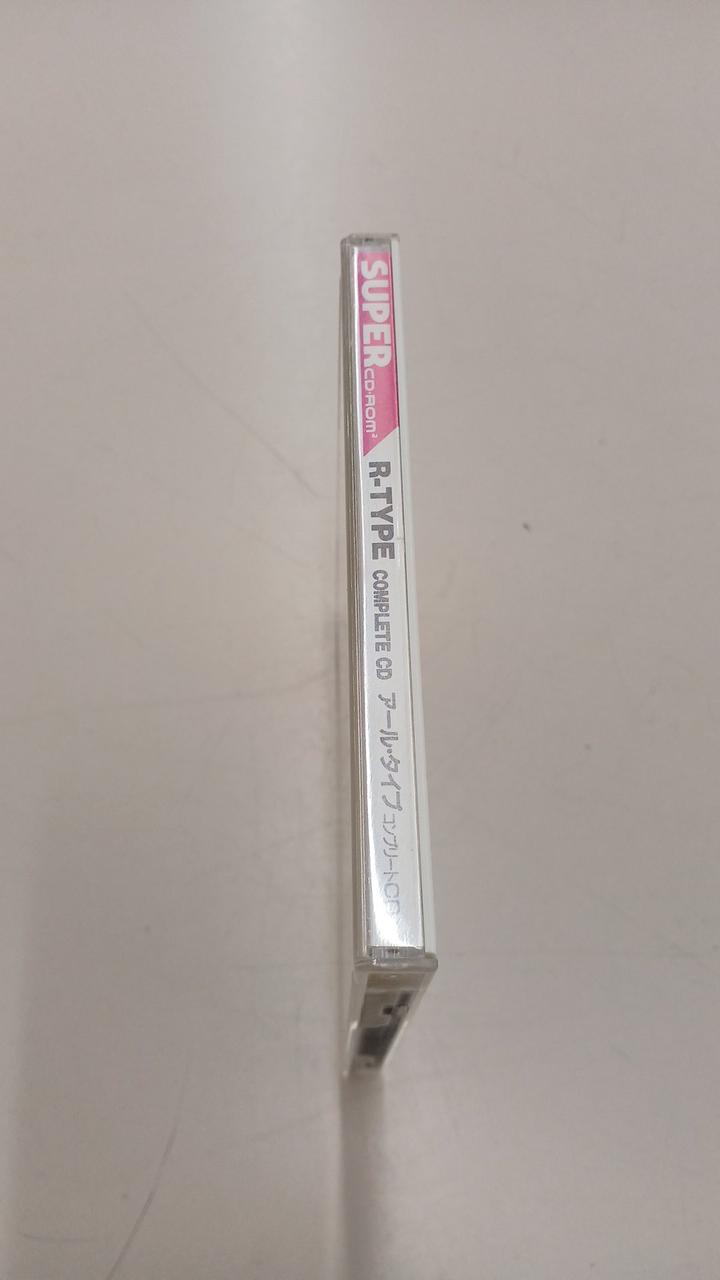 SUPER CD-ROM²
R-TYPE COMPLETE CD アール・タイプ コンプリートCD